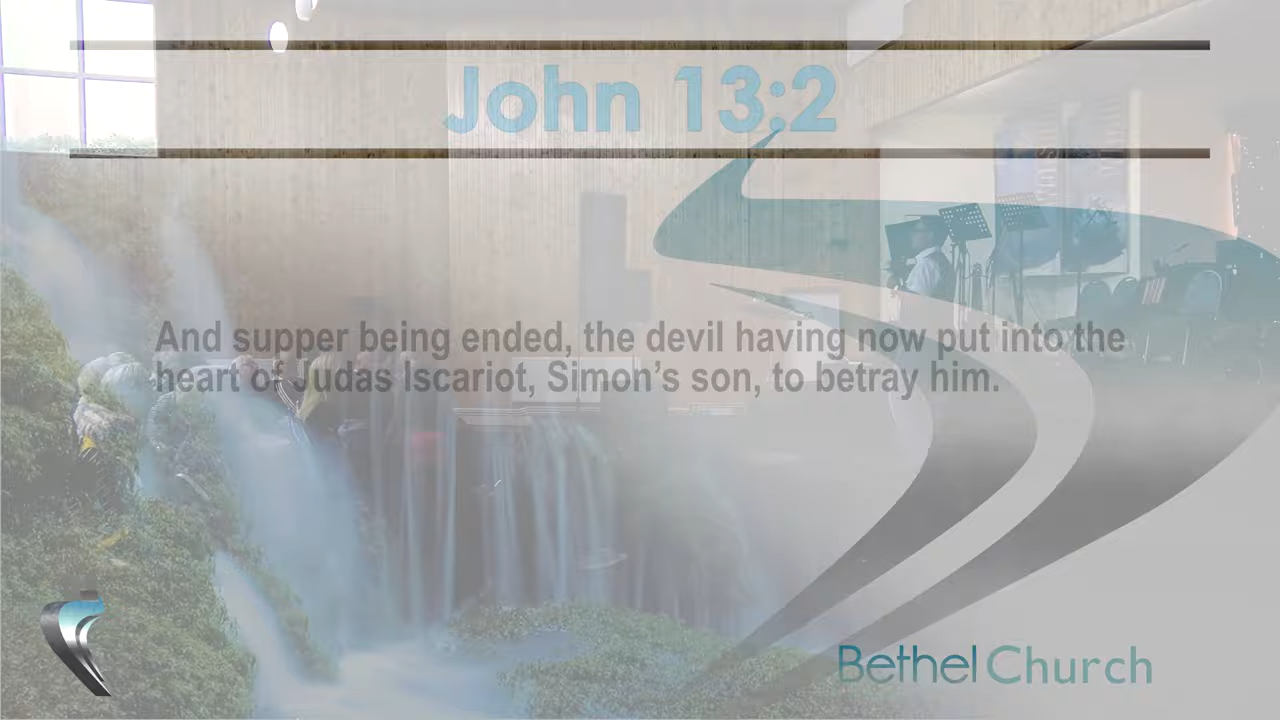 John 13:2
And supper being ended, the devil having now put into the
heart of Judas Iscariot, Simon’s son, to betray him.
Bethel Church